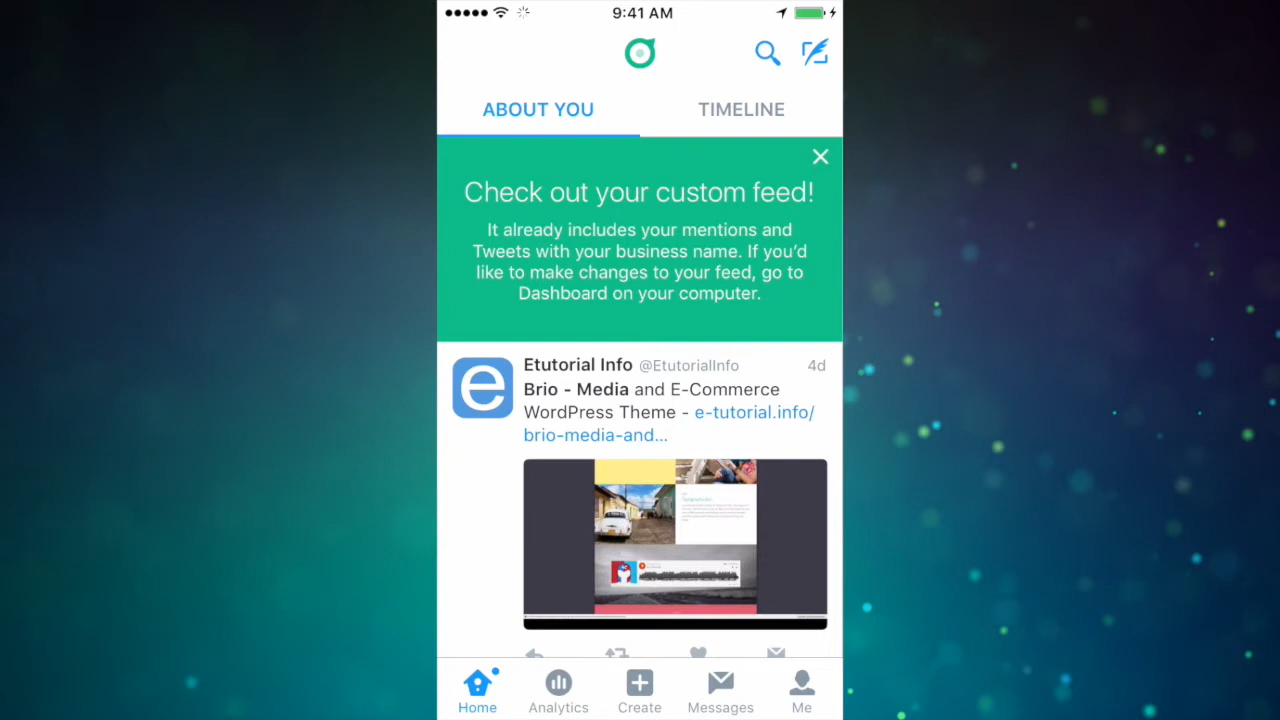 9:41 AM
ABOUT YOU
TIMELINE
Check out your custom feed!
It already includes your mentions and
Tweets with your business name. If you’d
like to make changes to your feed, go to
Dashboard on your computer.
Etutorial Info @EtutorialInfo 4d
Brio - Media and E-Commerce
WordPress Theme - e-tutorial.info/
brio-media-and...
Home
Analytics
Create
Messages
Me